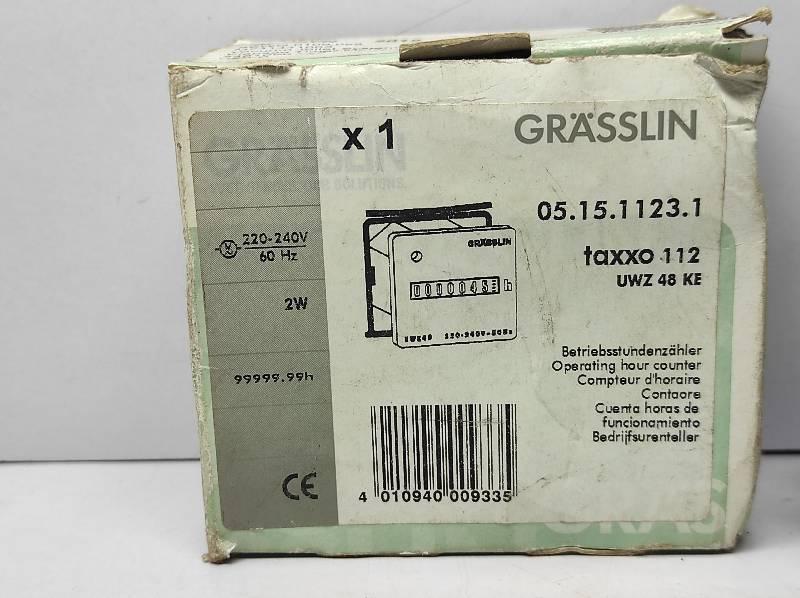 x 1
GRÄSSLIN
05.15.1123.1
taxxo 112
UWZ 48 KE
220-240V
60 Hz
2W
99999.99h
GRÄSSLIN
h
Betriebsstundenzähler
Operating hour counter
Compteur d'horaire
Contaore
Cuenta horas de
funcionamiento
Bedrijfsurenteller
CE
4 010940 009335
GRÄS